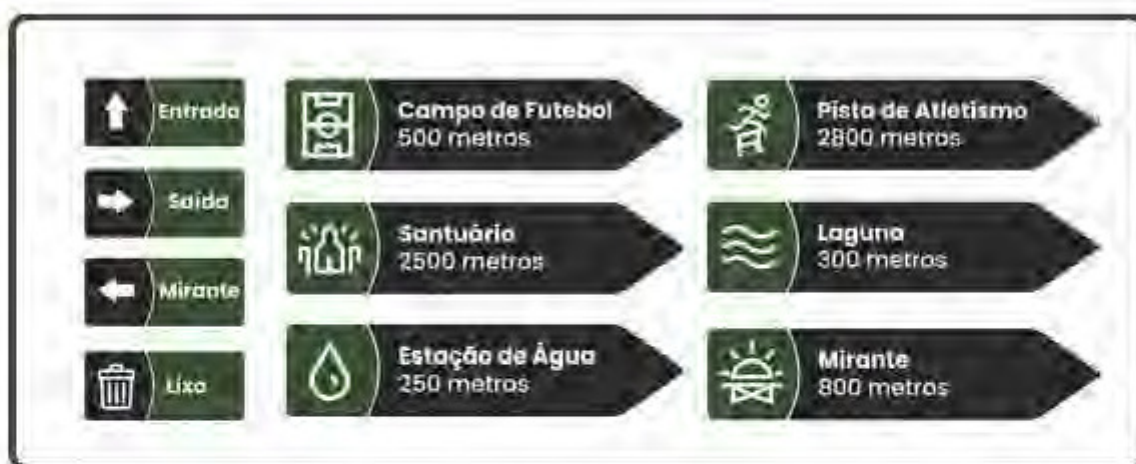 Entrada
Saída
Mirante
Lixo
Campo de Futebol
500 metros
Santuário
2500 metros
Estação de Água
250 metros
Pista de Atletismo
2800 metros
Laguna
300 metros
Mirante
800 metros